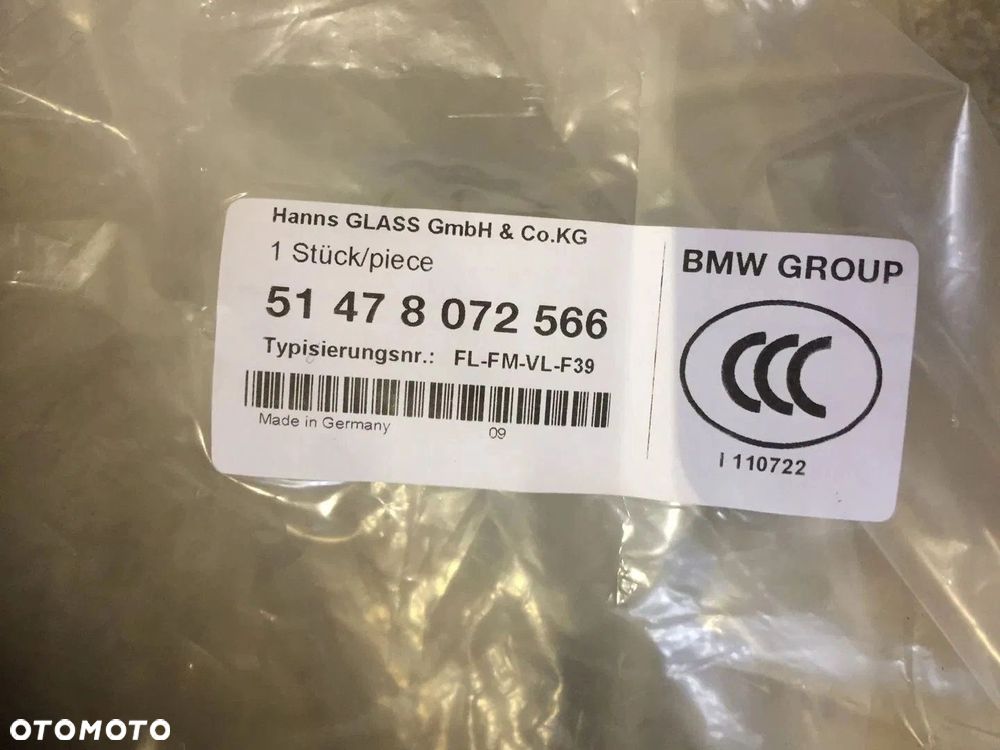 Hanns GLASS GmbH & Co.KG
1 Stück/piece
51 47 8 072 566
Typisierungsnr.: FL-FM-VL-F39
Made in Germany
09
BMW GROUP
CCC
I 110722
OTOMOTO